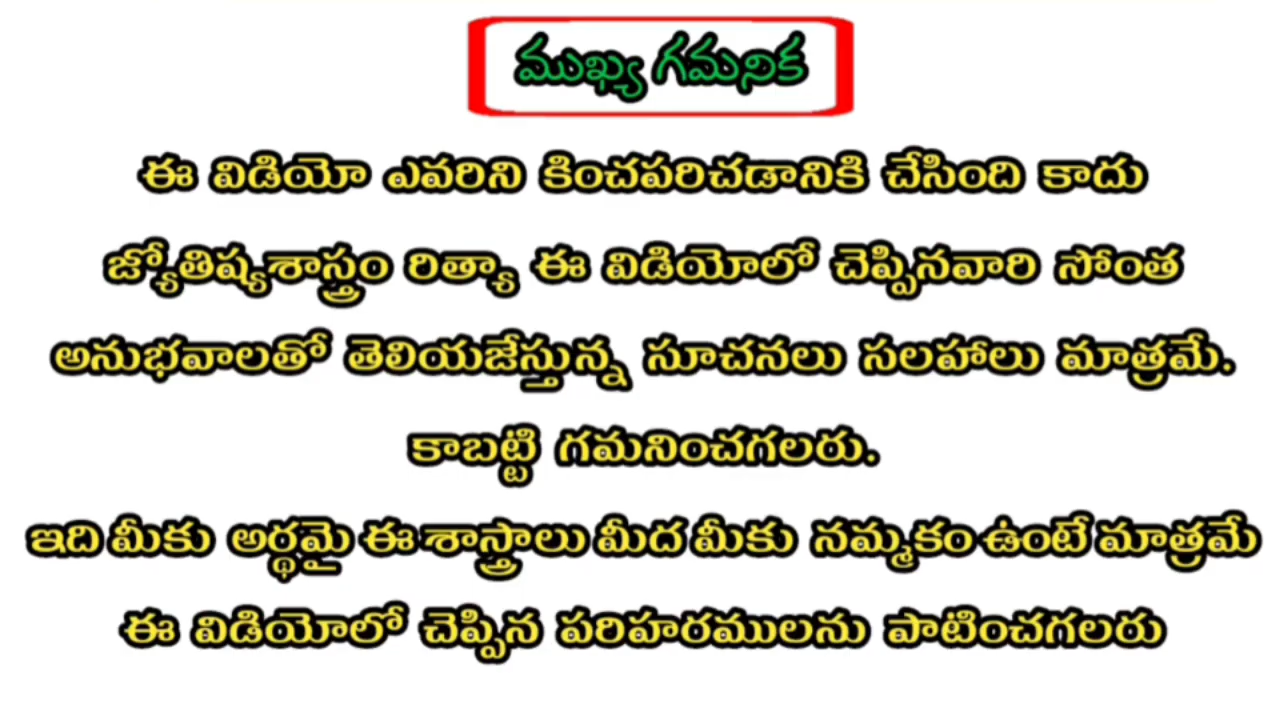 ముఖ్య గమనిక
ఈ విడియో ఎవరిని కించపరిచడానికి చేసింది కాదు
జ్యోతిష్యశాస్త్రం రిత్యా ఈ విడియోలో చెప్పినవారి సోంత
అనుభవాలతో తెలియజేస్తున్న సూచనలు సలహాలు మాత్రమే.
కాబట్టి గమనించగలరు.
ఇది మీకు అర్థమై ఈ శాస్త్రాలు మీద మీకు నమ్మకం ఉంటే మాత్రమే
ఈ విడియోలో చెప్పిన పరిహరములను పాటించగలరు